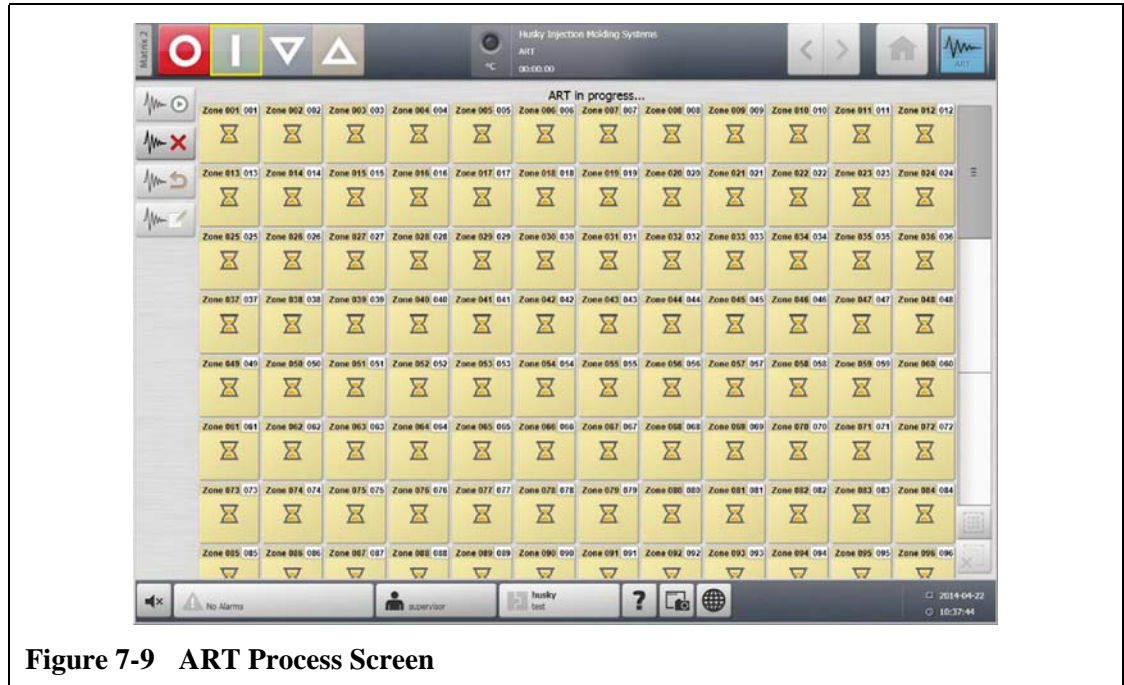 Matrix 2
Husky Injection Molding Systems
ART
00:00:00
°C
ART
ART in progress...
Zone 001 001 Zone 002 002 Zone 003 003 Zone 004 004 Zone 005 005 Zone 006 006 Zone 007 007 Zone 008 008 Zone 009 009 Zone 010 010 Zone 011 011 Zone 012 012
Zone 013 013 Zone 014 014 Zone 015 015 Zone 016 016 Zone 017 017 Zone 018 018 Zone 019 019 Zone 020 020 Zone 021 021 Zone 022 022 Zone 023 023 Zone 024 024
Zone 025 025 Zone 026 026 Zone 027 027 Zone 028 028 Zone 029 029 Zone 030 030 Zone 031 031 Zone 032 032 Zone 033 033 Zone 034 034 Zone 035 035 Zone 036 036
Zone 037 037 Zone 038 038 Zone 039 039 Zone 040 040 Zone 041 041 Zone 042 042 Zone 043 043 Zone 044 044 Zone 045 045 Zone 046 046 Zone 047 047 Zone 048 048
Zone 049 049 Zone 050 050 Zone 051 051 Zone 052 052 Zone 053 053 Zone 054 054 Zone 055 055 Zone 056 056 Zone 057 057 Zone 058 058 Zone 059 059 Zone 060 060
Zone 061 061 Zone 062 062 Zone 063 063 Zone 064 064 Zone 065 065 Zone 066 066 Zone 067 067 Zone 068 068 Zone 069 069 Zone 070 070 Zone 071 071 Zone 072 072
Zone 073 073 Zone 074 074 Zone 075 075 Zone 076 076 Zone 077 077 Zone 078 078 Zone 079 079 Zone 080 080 Zone 081 081 Zone 082 082 Zone 083 083 Zone 084 084
Zone 085 085 Zone 086 086 Zone 087 087 Zone 088 088 Zone 089 089 Zone 090 090 Zone 091 091 Zone 092 092 Zone 093 093 Zone 094 094 Zone 095 095 Zone 096 096
No Alarms
supervisor
husky
test
?
2014-04-22
10:37:44
Figure 7-9 ART Process Screen